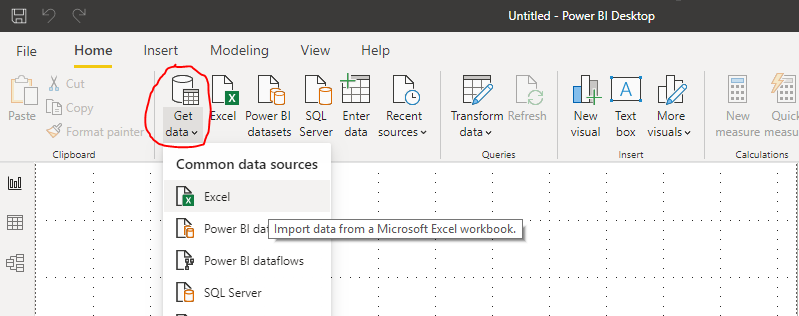 Untitled - Power BI Desktop
File Home Insert Modeling View Help
Paste
Cut
Copy
Format painter
Clipboard
Get
data
Excel
Power BI
datasets
SQL
Server
Enter
data
Recent
sources
Transform
data
Refresh
Queries
New
visual
Text
box
More
visuals
Insert
New
measure
Quick
measure
Calculations
Common data sources
Excel
Power BI dat
Import data from a Microsoft Excel workbook.
Power BI dataflows
SQL Server